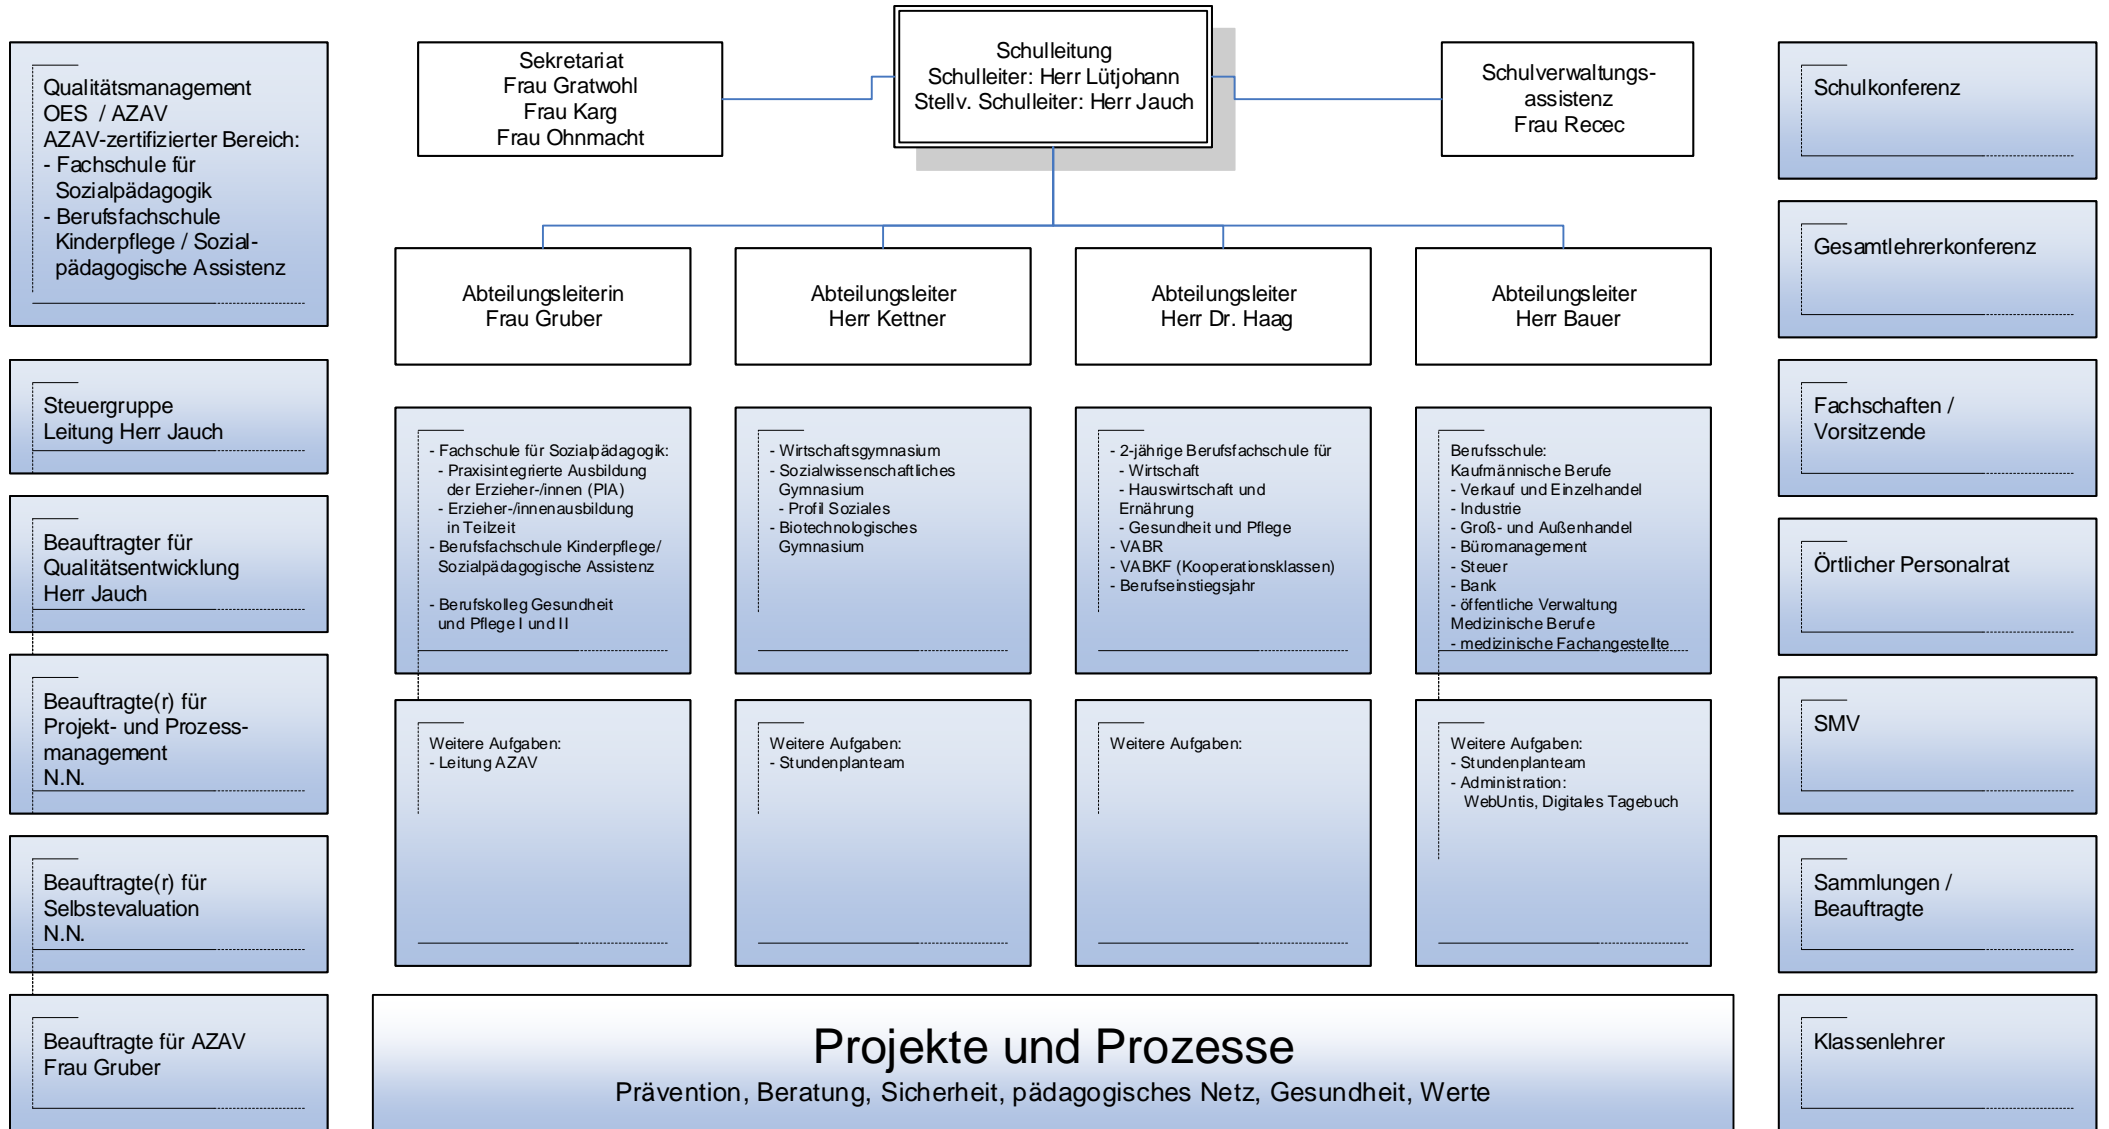 Qualitätsmanagement
OES / AZAV
AZAV-zertifizierter Bereich:
- Fachschule für
Sozialpädagogik
- Berufsfachschule
Kinderpflege / Sozial-
pädagogische Assistenz
Steuergruppe
Leitung Herr Jauch
Beauftragter für
Qualitätsentwicklung
Herr Jauch
Beauftragte(r) für
Projekt- und Prozess-
management
N.N.
Beauftragte(r) für
Selbstevaluation
N.N.
Beauftragte für AZAV
Frau Gruber
Sekretariat
Frau Gratwohl
Frau Karg
Frau Ohnmacht
Schulleitung
Schulleiter: Herr Lütjohann
Stellv. Schulleiter: Herr Jauch
Schulverwaltungs-
assistenz
Frau Recec
Abteilungsleiterin
Frau Gruber
Abteilungsleiter
Herr Kettner
Abteilungsleiter
Herr Dr. Haag
Abteilungsleiter
Herr Bauer
- Fachschule für Sozialpädagogik:
- Praxisintegrierte Ausbildung
der Erzieher-/innen (PIA)
- Erzieher-/innenausbildung
in Teilzeit
- Berufsfachschule Kinderpflege/
Sozialpädagogische Assistenz
- Berufskolleg Gesundheit
und Pflege I und II
- Wirtschaftsgymnasium
- Sozialwissenschaftliches
Gymnasium
- Profil Soziales
- Biotechnologisches
Gymnasium
- 2-jährige Berufsfachschule für
- Wirtschaft
- Hauswirtschaft und
Ernährung
- Gesundheit und Pflege
- VABR
- VABKF (Kooperationsklassen)
- Berufseinstiegsjahr
Berufsschule:
Kaufmännische Berufe
- Verkauf und Einzelhandel
- Industrie
- Groß- und Außenhandel
- Büromanagement
- Steuer
- Bank
- öffentliche Verwaltung
Medizinische Berufe
- medizinische Fachangestellte
Weitere Aufgaben:
- Leitung AZAV
Weitere Aufgaben:
- Stundenplanteam
Weitere Aufgaben:
Weitere Aufgaben:
- Stundenplanteam
- Administration:
WebUntis, Digitales Tagebuch
Projekte und Prozesse
Prävention, Beratung, Sicherheit, pädagogisches Netz, Gesundheit, Werte
Schulkonferenz
Gesamtlehrerkonferenz
Fachschaften /
Vorsitzende
Örtlicher Personalrat
SMV
Sammlungen /
Beauftragte
Klassenlehrer